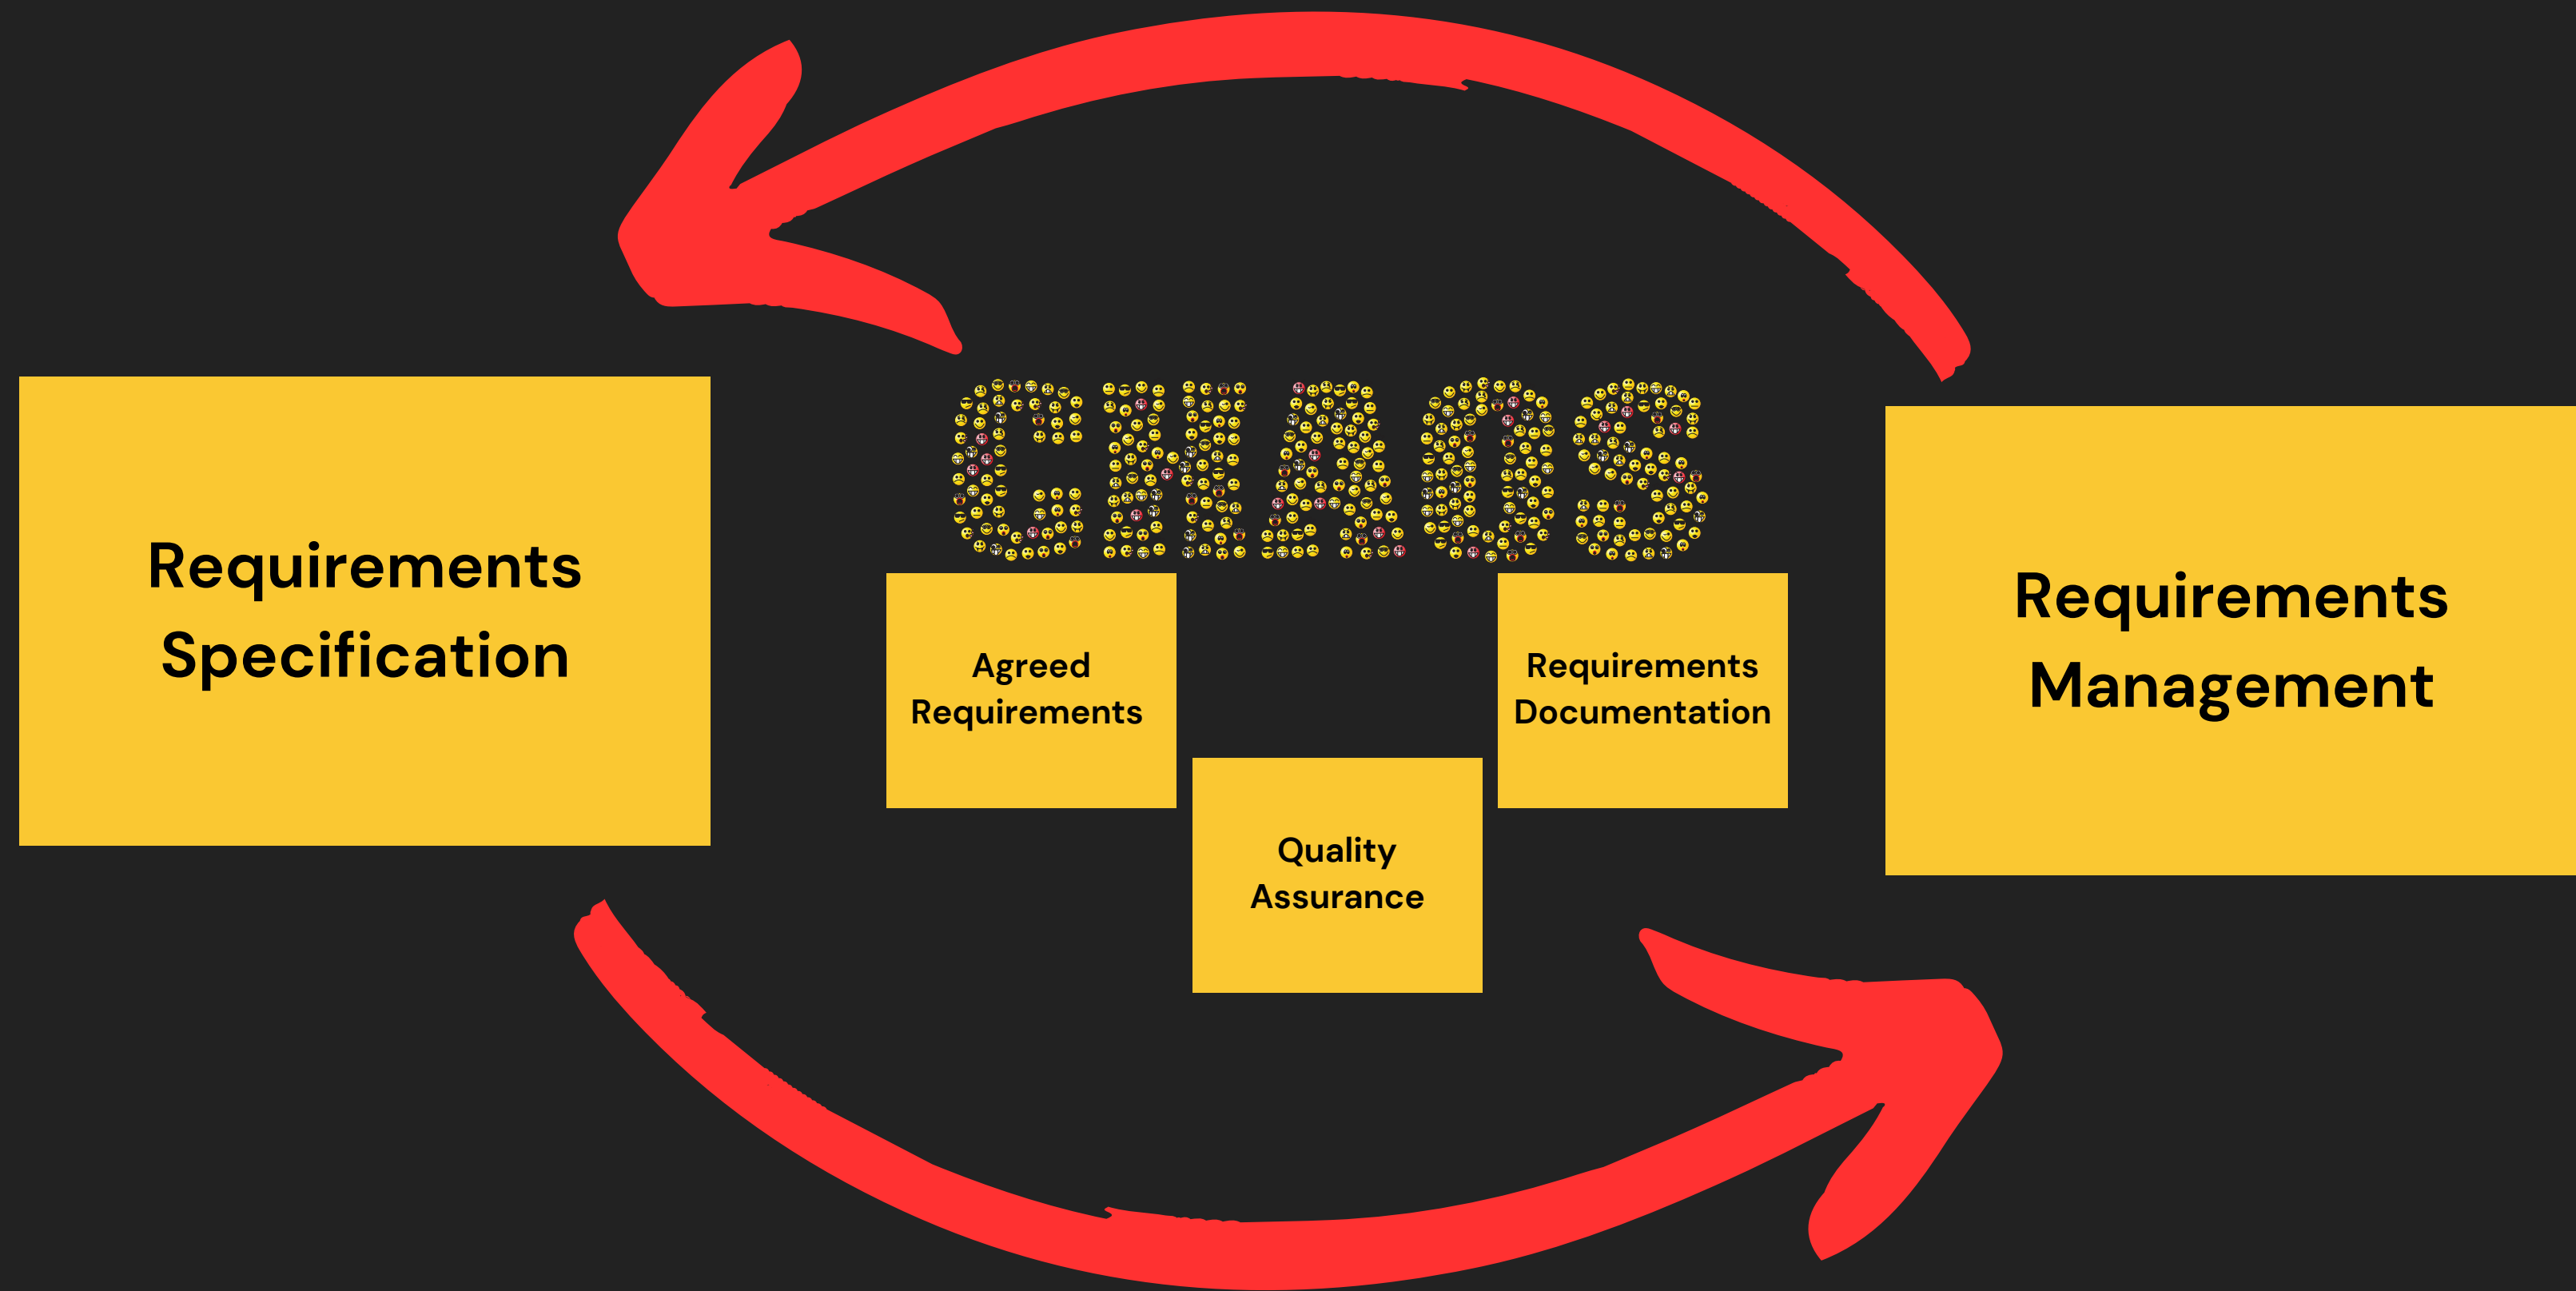 CHAOS
Requirements
Specification
Agreed
Requirements
Requirements
Documentation
Quality
Assurance
Requirements
Management